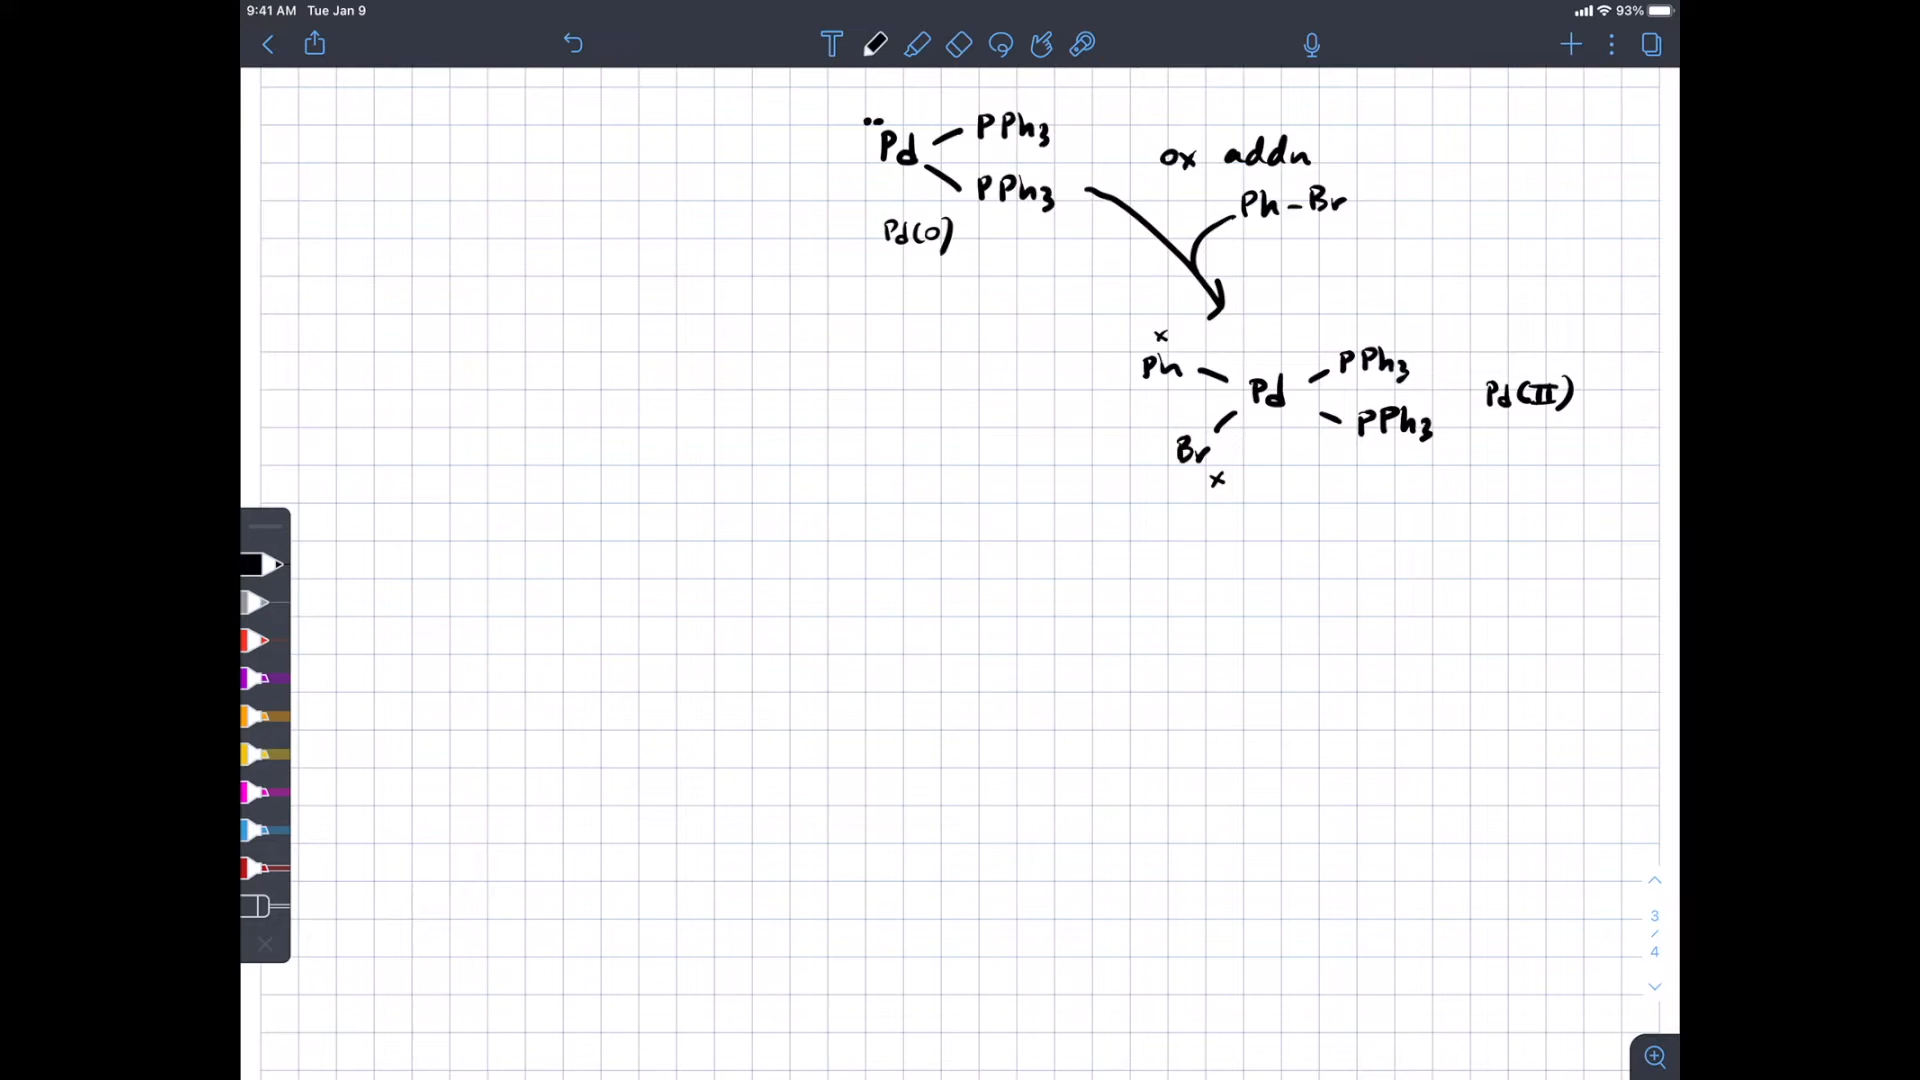 9:41 AM Tue Jan 9
93%
T
•• Pd PPh3
PPh3
Pd(0)
ox addn
Ph-Br
x
Ph Pd PPh3
PPh3
Br
x
Pd(II)
3
/
4